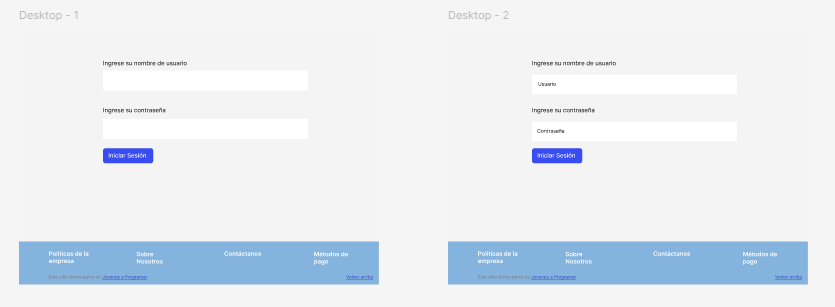 Desktop - 1
Ingrese su nombre de usuario
Ingrese su contraseña
Iniciar Sesión
Políticas de la
empresa
Sobre
Nosotros
Contáctanos
Métodos de
pago
Este sitio forma parte de Jovenes a Programar
Volver arriba
Desktop - 2
Ingrese su nombre de usuario
Usuario
Ingrese su contraseña
Contraseña
Iniciar Sesión
Políticas de la
empresa
Sobre
Nosotros
Contáctanos
Métodos de
pago
Este sitio forma parte de Jovenes a Programar
Volver arriba